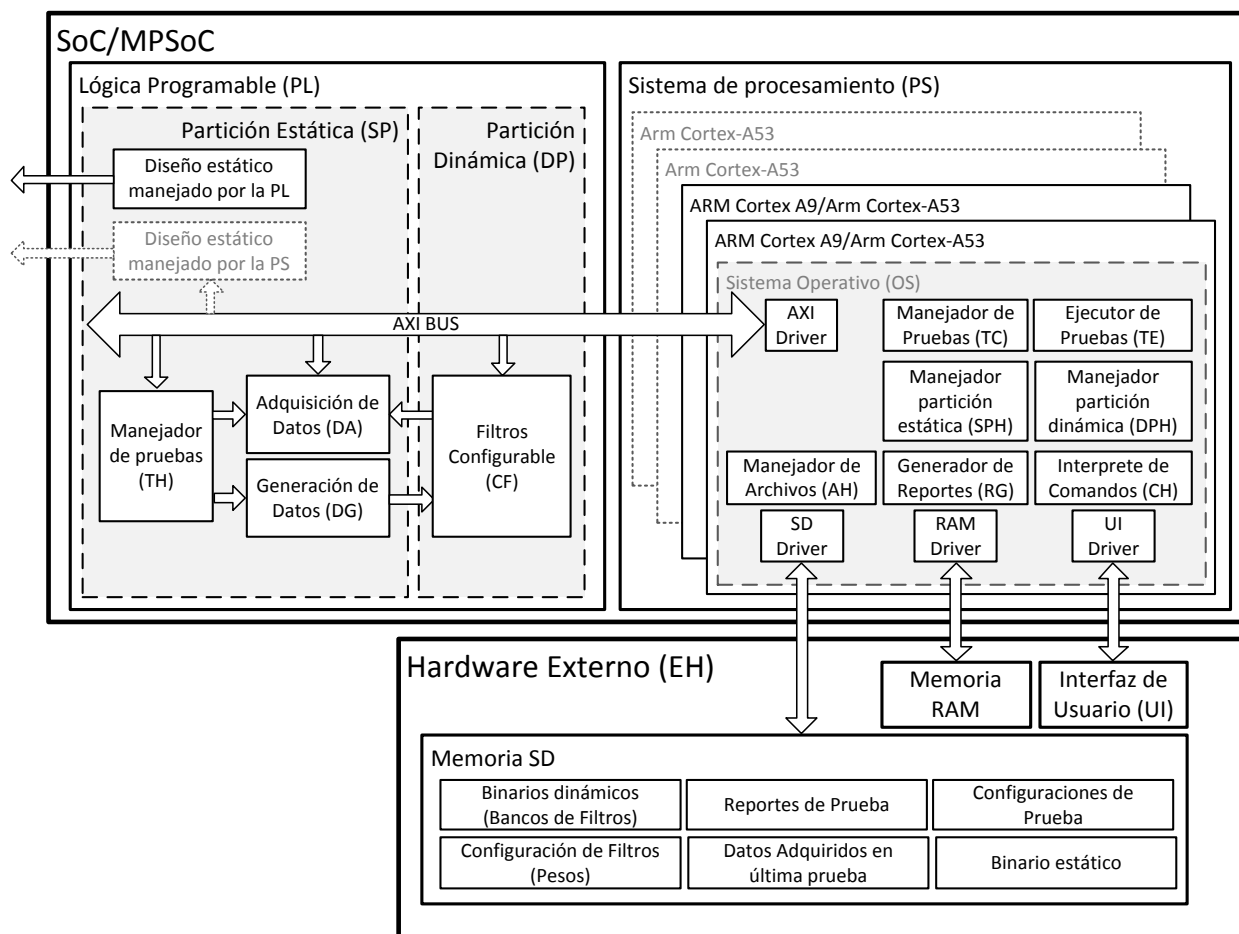 SoC/MPSoC
Lógica Programable (PL)
Partición Estática (SP)
Diseño estático
manejado por la PL
Diseño estático
manejado por la PS
Partición
Dinámica (DP)
AXI BUS
Manejador
de pruebas
(TH)
Adquisición de
Datos (DA)
Generación de
Datos (DG)
Filtros
Configurable
(CF)
Sistema de procesamiento (PS)
Arm Cortex-A53
Arm Cortex-A53
ARM Cortex A9/Arm Cortex-A53
ARM Cortex A9/Arm Cortex-A53
Sistema Operativo (OS)
AXI
Driver
Manejador de
Pruebas (TC)
Ejecutor de
Pruebas (TE)
Manejador
partición
estática (SPH)
Manejador
partición
dinámica (DPH)
Manejador de
Archivos (AH)
Generador de
Reportes (RG)
Interprete de
Comandos (CH)
SD
Driver
RAM
Driver
UI
Driver
Hardware Externo (EH)
Memoria
RAM
Interfaz de
Usuario (UI)
Memoria SD
Binarios dinámicos
(Bancos de Filtros)
Reportes de Prueba
Configuraciones de
Prueba
Configuración de Filtros
(Pesos)
Datos Adquiridos en
última prueba
Binario estático